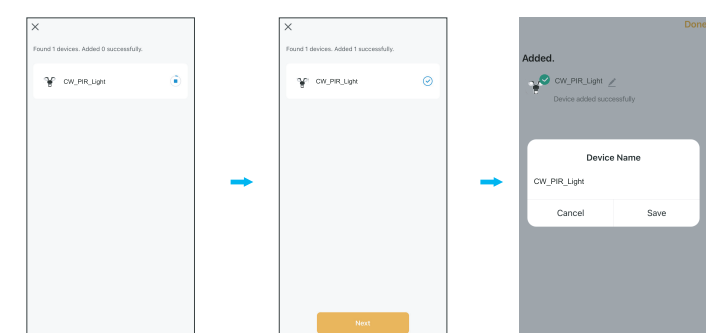 Found 1 devices. Added 0 successfully.
CW_PIR_Light
Found 1 devices. Added 1 successfully.
CW_PIR_Light
Next
Done
Added.
CW_PIR_Light
Device added successfully
Device Name
CW_PIR_Light
Cancel Save